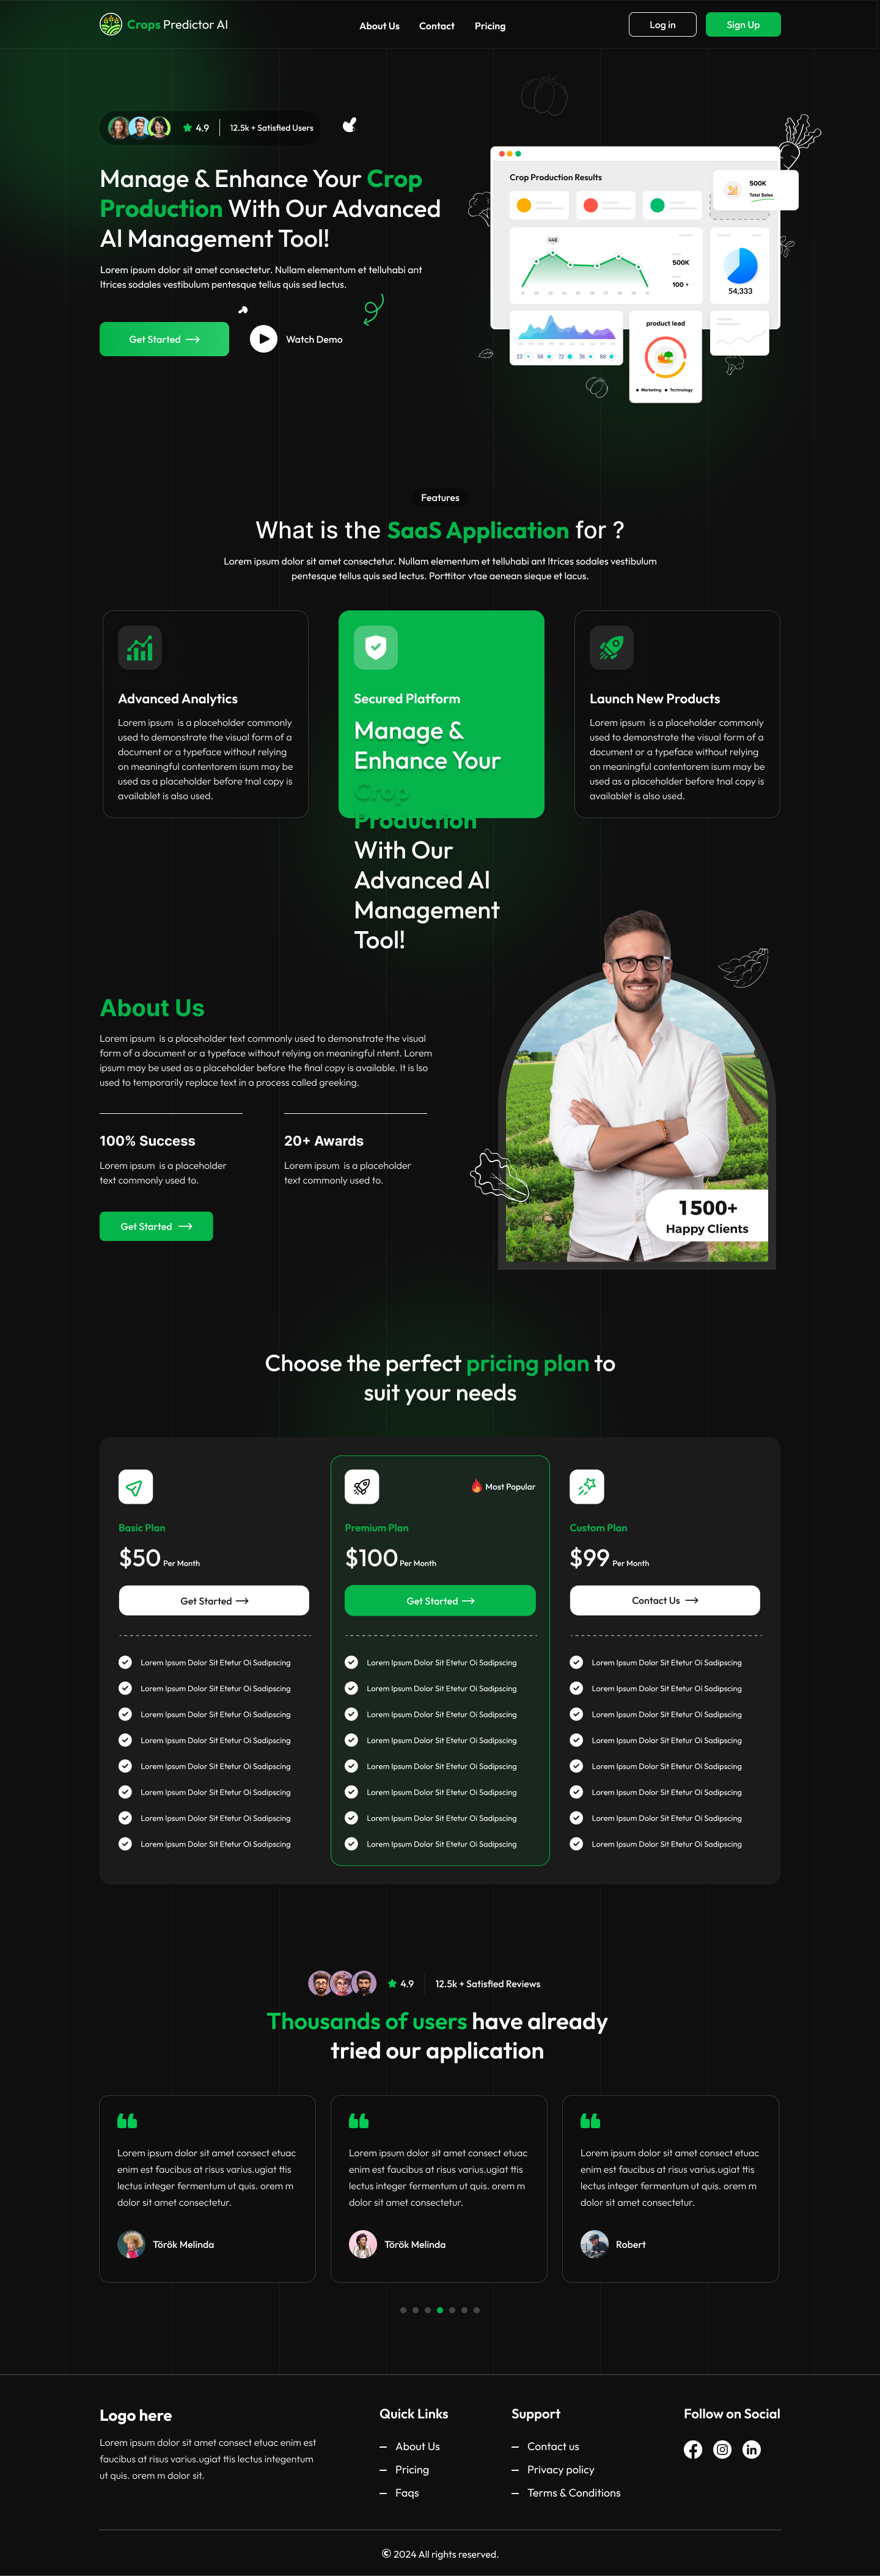 Crops Predictor AI
About Us
Contact
Pricing
Log in
Sign Up
4.9
12.5k + Satisfied Users
Manage & Enhance Your Crop
Production With Our Advanced
AI Management Tool!
Lorem ipsum dolor sit amet consectetur. Nullam elementum et telluhabi ant
ltrices sodales vestibulum pentesque tellus quis sed lectus.
Get Started
Watch Demo
Crop Production Results
500K
Total Sales
448
500K
100 +
54,333
23
56
72
36
88
product lead
Marketing
Technology
Features
What is the SaaS Application for ?
Lorem ipsum dolor sit amet consectetur. Nullam elementum et telluhabi ant ltrices sodales vestibulum
pentesque tellus quis sed lectus. Porttitor vtae aenean sieque et lacus.
Advanced Analytics
Lorem ipsum is a placeholder commonly
used to demonstrate the visual form of a
document or a typeface without relying
on meaningful contentorem isum may be
used as a placeholder before tnal copy is
availablet is also used.
Secured Platform
Manage &
Enhance Your
Crop
Production
With Our
Advanced AI
Management
Tool!
Launch New Products
Lorem ipsum is a placeholder commonly
used to demonstrate the visual form of a
document or a typeface without relying
on meaningful contentorem isum may be
used as a placeholder before tnal copy is
availablet is also used.
About Us
Lorem ipsum is a placeholder text commonly used to demonstrate the visual
form of a document or a typeface without relying on meaningful ntent. Lorem
ipsum may be used as a placeholder before the final copy is available. It is lso
used to temporarily replace text in a process called greeking.
100% Success
Lorem ipsum is a placeholder
text commonly used to.
20+ Awards
Lorem ipsum is a placeholder
text commonly used to.
Get Started
1500+
Happy Clients
Choose the perfect pricing plan to
suit your needs
Basic Plan
$50 Per Month
Get Started
Lorem Ipsum Dolor Sit Etetur Oi Sadipscing
Lorem Ipsum Dolor Sit Etetur Oi Sadipscing
Lorem Ipsum Dolor Sit Etetur Oi Sadipscing
Lorem Ipsum Dolor Sit Etetur Oi Sadipscing
Lorem Ipsum Dolor Sit Etetur Oi Sadipscing
Lorem Ipsum Dolor Sit Etetur Oi Sadipscing
Lorem Ipsum Dolor Sit Etetur Oi Sadipscing
Lorem Ipsum Dolor Sit Etetur Oi Sadipscing
Most Popular
Premium Plan
$100 Per Month
Get Started
Lorem Ipsum Dolor Sit Etetur Oi Sadipscing
Lorem Ipsum Dolor Sit Etetur Oi Sadipscing
Lorem Ipsum Dolor Sit Etetur Oi Sadipscing
Lorem Ipsum Dolor Sit Etetur Oi Sadipscing
Lorem Ipsum Dolor Sit Etetur Oi Sadipscing
Lorem Ipsum Dolor Sit Etetur Oi Sadipscing
Lorem Ipsum Dolor Sit Etetur Oi Sadipscing
Lorem Ipsum Dolor Sit Etetur Oi Sadipscing
Custom Plan
$99 Per Month
Contact Us
Lorem Ipsum Dolor Sit Etetur Oi Sadipscing
Lorem Ipsum Dolor Sit Etetur Oi Sadipscing
Lorem Ipsum Dolor Sit Etetur Oi Sadipscing
Lorem Ipsum Dolor Sit Etetur Oi Sadipscing
Lorem Ipsum Dolor Sit Etetur Oi Sadipscing
Lorem Ipsum Dolor Sit Etetur Oi Sadipscing
Lorem Ipsum Dolor Sit Etetur Oi Sadipscing
Lorem Ipsum Dolor Sit Etetur Oi Sadipscing
4.9
12.5k + Satisfied Reviews
Thousands of users have already
tried our application
Lorem ipsum dolor sit amet consect etuac
enim est faucibus at risus varius.ugiat ttis
lectus integer fermentum ut quis. orem m
dolor sit amet consectetur.
Török Melinda
Lorem ipsum dolor sit amet consect etuac
enim est faucibus at risus varius.ugiat ttis
lectus integer fermentum ut quis. orem m
dolor sit amet consectetur.
Török Melinda
Lorem ipsum dolor sit amet consect etuac
enim est faucibus at risus varius.ugiat ttis
lectus integer fermentum ut quis. orem m
dolor sit amet consectetur.
Robert
Logo here
Lorem ipsum dolor sit amet consect etuac enim est
faucibus at risus varius.ugiat ttis lectus integentum
ut quis. orem m dolor sit.
Quick Links
About Us
Pricing
Faqs
Support
Contact us
Privacy policy
Terms & Conditions
Follow on Social
© 2024 All rights reserved.